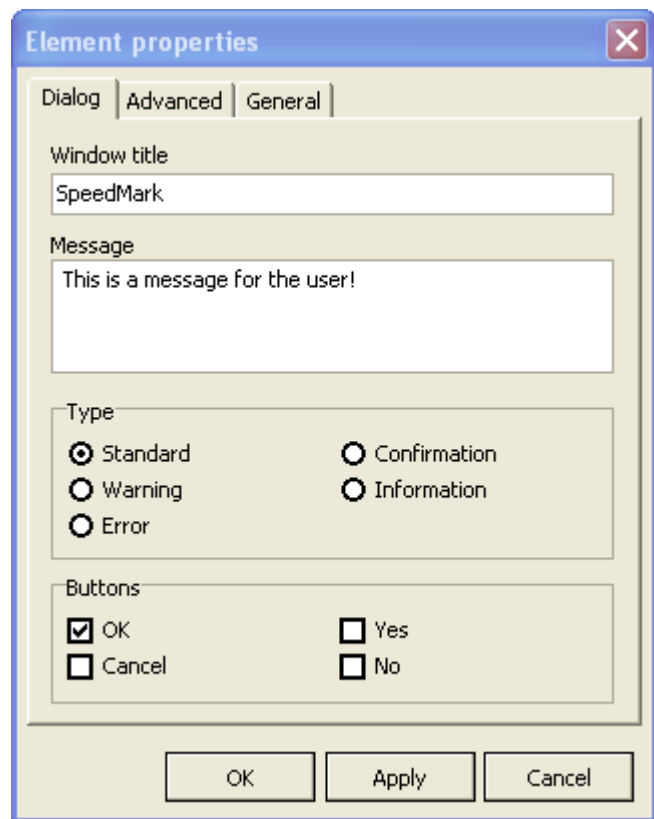 Element properties
Dialog Advanced General
Window title
SpeedMark
Message
This is a message for the user!
Type
Standard Confirmation
Warning Information
Error
Buttons
OK Yes
Cancel No
OK Apply Cancel